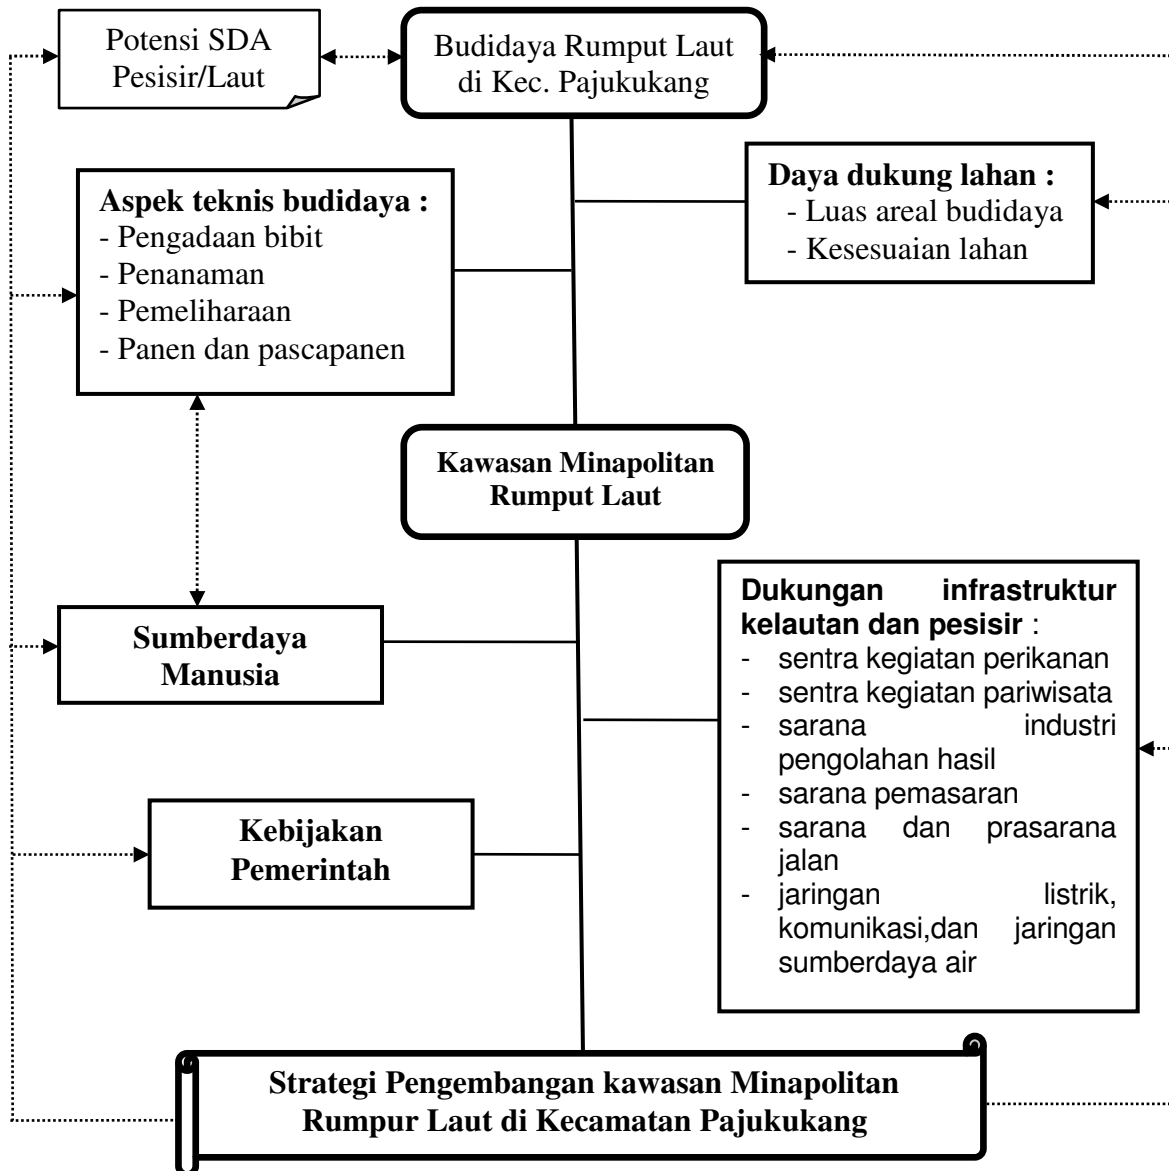 Potensi SDA
Pesisir/Laut
Budidaya Rumput Laut
di Kec. Pajukukang
Aspek teknis budidaya :
- Pengadaan bibit
- Penanaman
- Pemeliharaan
- Panen dan pascapanen
Daya dukung lahan :
- Luas areal budidaya
- Kesesuaian lahan
Kawasan Minapolitan
Rumput Laut
Sumberdaya
Manusia
Dukungan infrastruktur
kelautan dan pesisir :
- sentra kegiatan perikanan
- sentra kegiatan pariwisata
- sarana industri
pengolahan hasil
- sarana pemasaran
- sarana dan prasarana
jalan
- jaringan listrik,
komunikasi,dan jaringan
sumberdaya air
Kebijakan
Pemerintah
Strategi Pengembangan kawasan Minapolitan
Rumpur Laut di Kecamatan Pajukukang